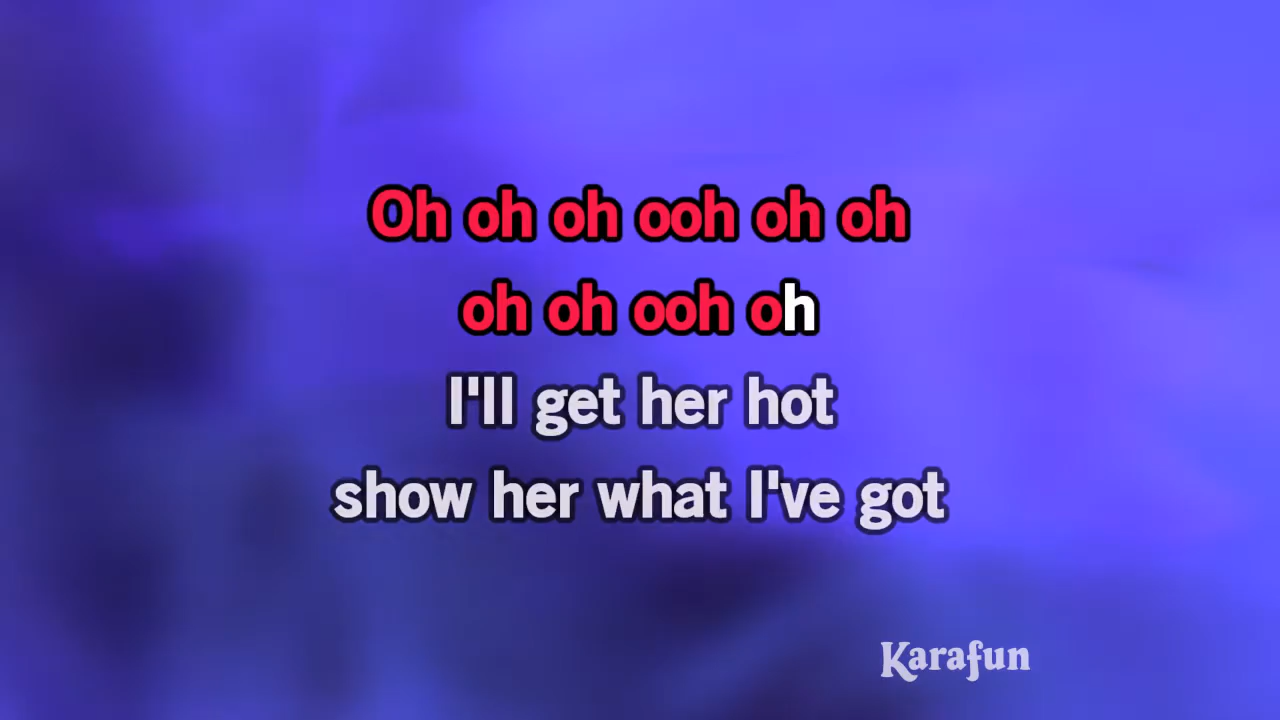 Oh oh oh ooh oh oh
oh oh ooh oh
I'll get her hot
show her what I've got
Karafun